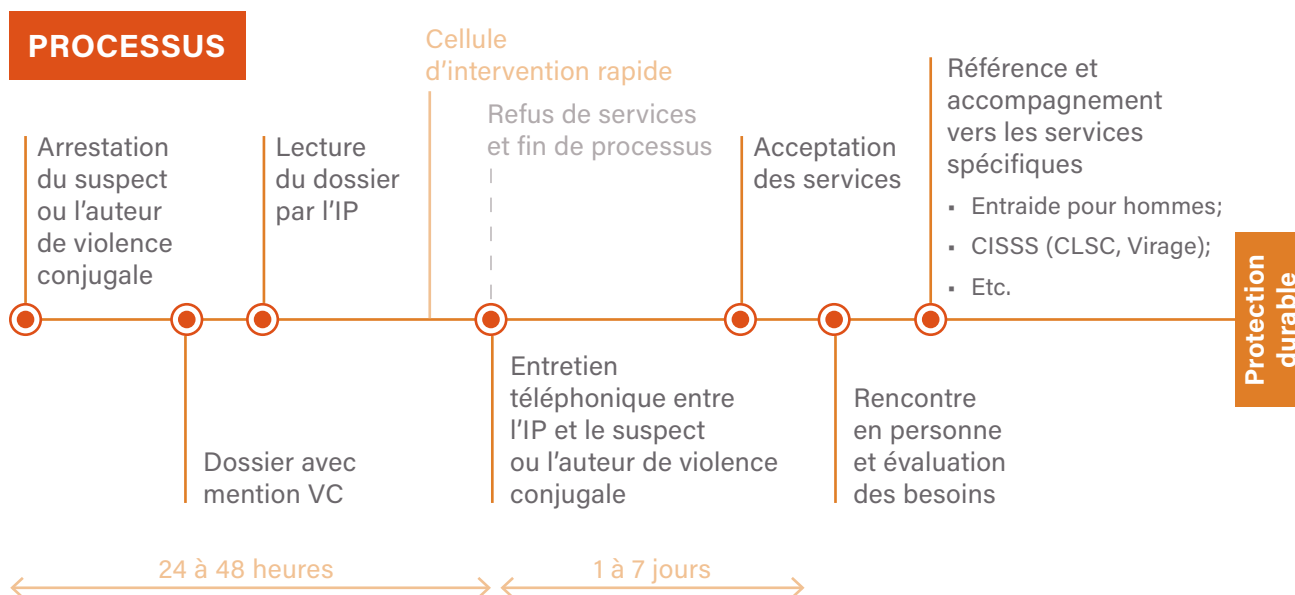 PROCESSUS
Cellule
d'intervention rapide
Refus de services
et fin de processus
Arrestation
du suspect
ou l'auteur
de violence
conjugale
Lecture
du dossier
par l'IP
Acceptation
des services
Référence et
accompagnement
vers les services
spécifiques
▪ Entraide pour hommes;
▪ CISSS (CLSC, Virage);
▪ Etc.
Protection
durable
Dossier avec
mention VC
Entretien
téléphonique entre
l'IP et le suspect
ou l'auteur de violence
conjugale
Rencontre
en personne
et évaluation
des besoins
24 à 48 heures
1 à 7 jours